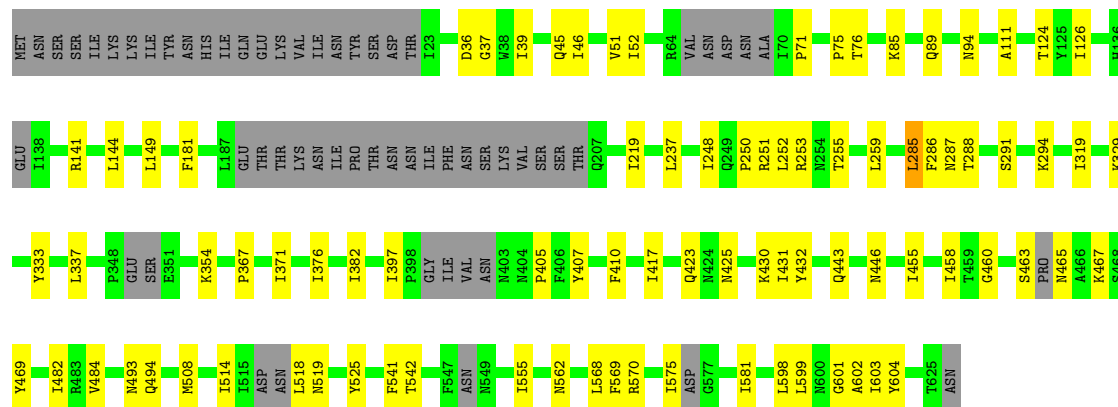 MET ASN SER SER ILE LYS LYS ILE TYR ASN HIS ILE GLN GLU LYS VAL ILE ASN TYR SER ASP THR I23 D36 G37 W38 I39 Q45 I46 V51 I52 R64 VAL ASN ASP ASN ALA I70 P71 P75 T76 K85 Q89 N94 A111 T124 Y125 I126 H136
GLU I138 R141 L144 L149 F181 L187 GLU THR THR LYS ASN ILE PRO THR ASN ASN ILE PHE ASN SER LYS VAL SER SER THR Q207 I219 L237 I248 Q249 P250 R251 L252 R253 N254 T255 L259 L285 F286 N287 T288 S291 K294 I319 K329
Y333 L337 P348 GLU SER E351 K354 P367 I371 I376 I382 I397 P398 GLY ILE VAL ASN N403 N404 P405 F406 Y407 F410 I417 Q423 N424 N425 K430 I431 Y432 Q443 N446 I455 I458 T459 G460 S463 PRO N465 A466 K467 S468
Y469 I482 R483 V484 N493 Q494 M508 I514 I515 ASP ASN L518 N519 Y525 F541 T542 F547 ASN N549 I555 N562 L568 F569 R570 I575 ASP G577 I581 L598 L599 N600 G601 A602 I603 Y604 T625 ASN